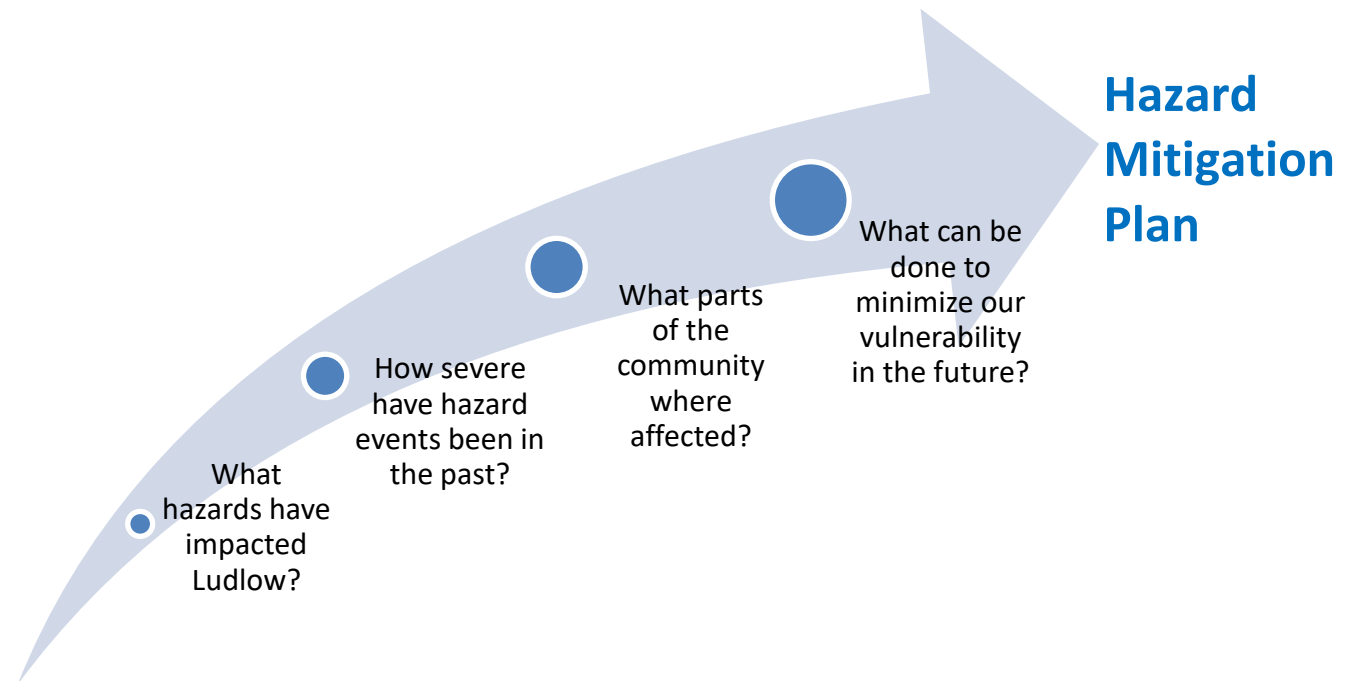 What
hazards have
impacted
Ludlow?
How severe
have hazard
events been in
the past?
What parts
of the
community
where
affected?
What can be
done to
minimize our
vulnerability
in the future?
Hazard
Mitigation
Plan